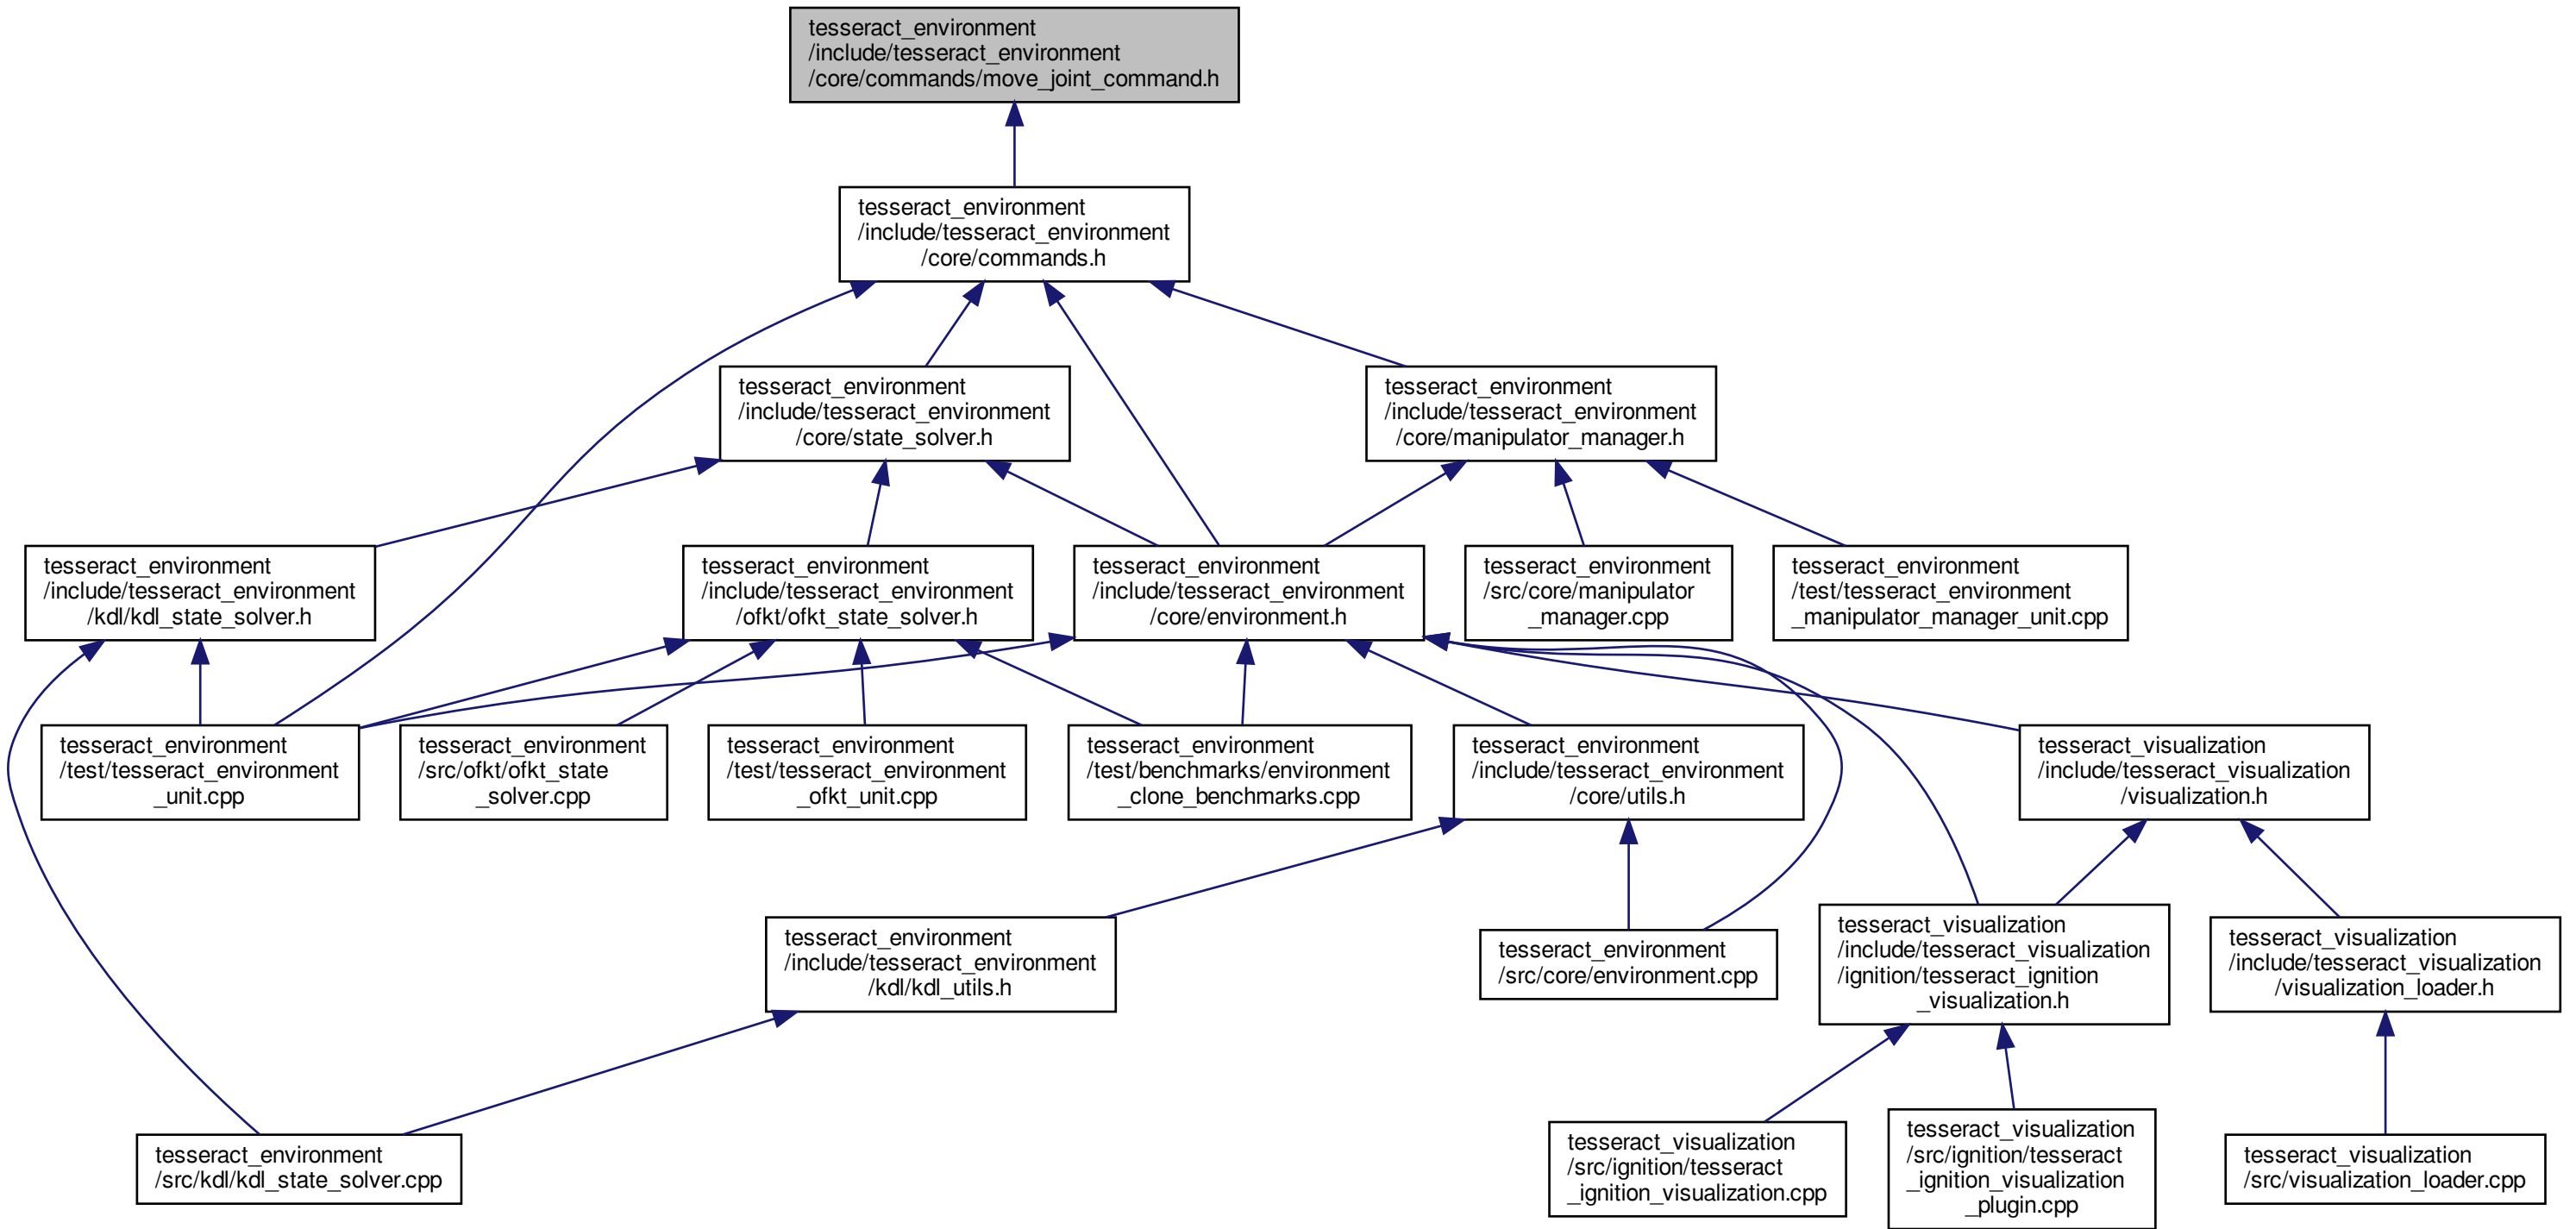 tesseract_environment
/include/tesseract_environment
/core/commands/move_joint_command.h
tesseract_environment
/include/tesseract_environment
/core/commands.h
tesseract_environment
/include/tesseract_environment
/core/state_solver.h
tesseract_environment
/include/tesseract_environment
/core/manipulator_manager.h
tesseract_environment
/include/tesseract_environment
/kdl/kdl_state_solver.h
tesseract_environment
/include/tesseract_environment
/ofkt/ofkt_state_solver.h
tesseract_environment
/include/tesseract_environment
/core/environment.h
tesseract_environment
/src/core/manipulator
_manager.cpp
tesseract_environment
/test/tesseract_environment
_manipulator_manager_unit.cpp
tesseract_environment
/test/tesseract_environment
_unit.cpp
tesseract_environment
/src/ofkt/ofkt_state
_solver.cpp
tesseract_environment
/test/tesseract_environment
_ofkt_unit.cpp
tesseract_environment
/test/benchmarks/environment
_clone_benchmarks.cpp
tesseract_environment
/include/tesseract_environment
/core/utils.h
tesseract_visualization
/include/tesseract_visualization
/visualization.h
tesseract_environment
/include/tesseract_environment
/kdl/kdl_utils.h
tesseract_environment
/src/core/environment.cpp
tesseract_visualization
/include/tesseract_visualization
/ignition/tesseract_ignition
_visualization.h
tesseract_visualization
/include/tesseract_visualization
/visualization_loader.h
tesseract_environment
/src/kdl/kdl_state_solver.cpp
tesseract_visualization
/src/ignition/tesseract
_ignition_visualization.cpp
tesseract_visualization
/src/ignition/tesseract
_ignition_visualization
_plugin.cpp
tesseract_visualization
/src/visualization_loader.cpp